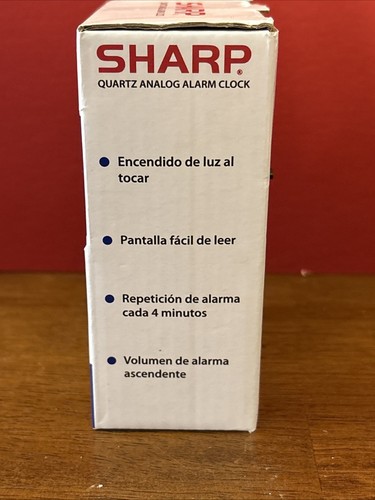 SHARP®
QUARTZ ANALOG ALARM CLOCK
• Encendido de luz al
tocar
• Pantalla fácil de leer
• Repetición de alarma
cada 4 minutos
• Volumen de alarma
ascendente